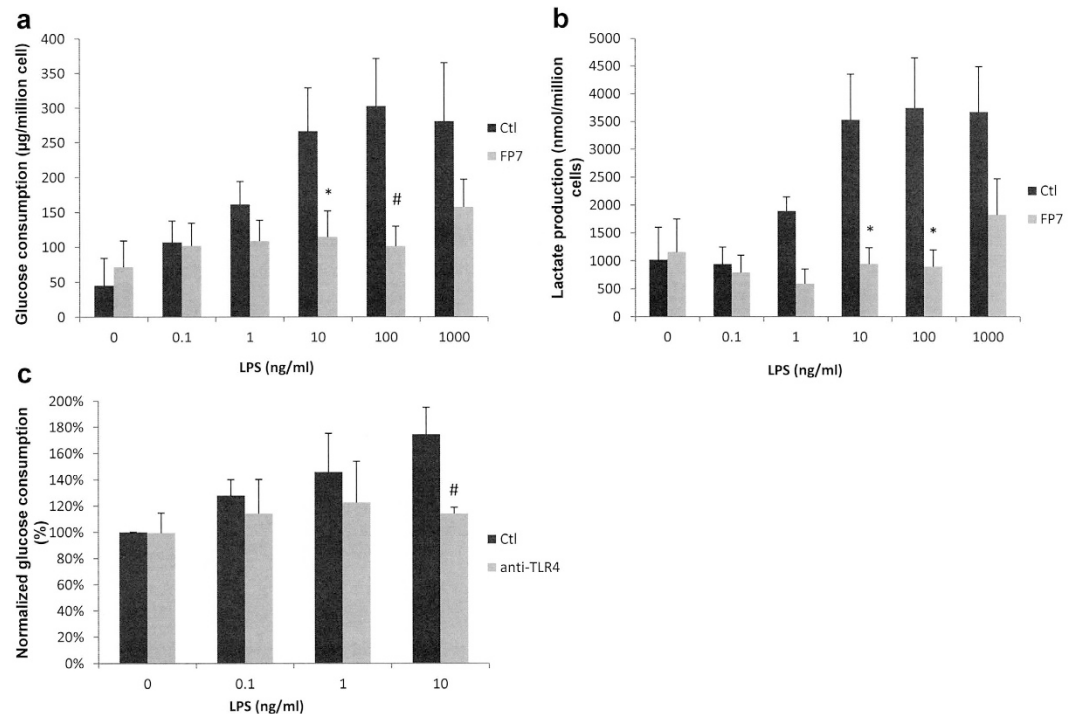 a
Glucose consumption (µg/million cell)
400
350
300
250
200
150
100
50
0
*
#
Ctl
FP7
0 0.1 1 10 100 1000
LPS (ng/ml)
b
Lactate production (nmol/million
cells)
5000
4500
4000
3500
3000
2500
2000
1500
1000
500
0
*
*
Ctl
FP7
0 0.1 1 10 100 1000
LPS (ng/ml)
c
Normalized glucose consumption
(%)
200%
180%
160%
140%
120%
100%
80%
60%
40%
20%
0%
#
Ctl
anti-TLR4
0 0.1 1 10
LPS (ng/ml)